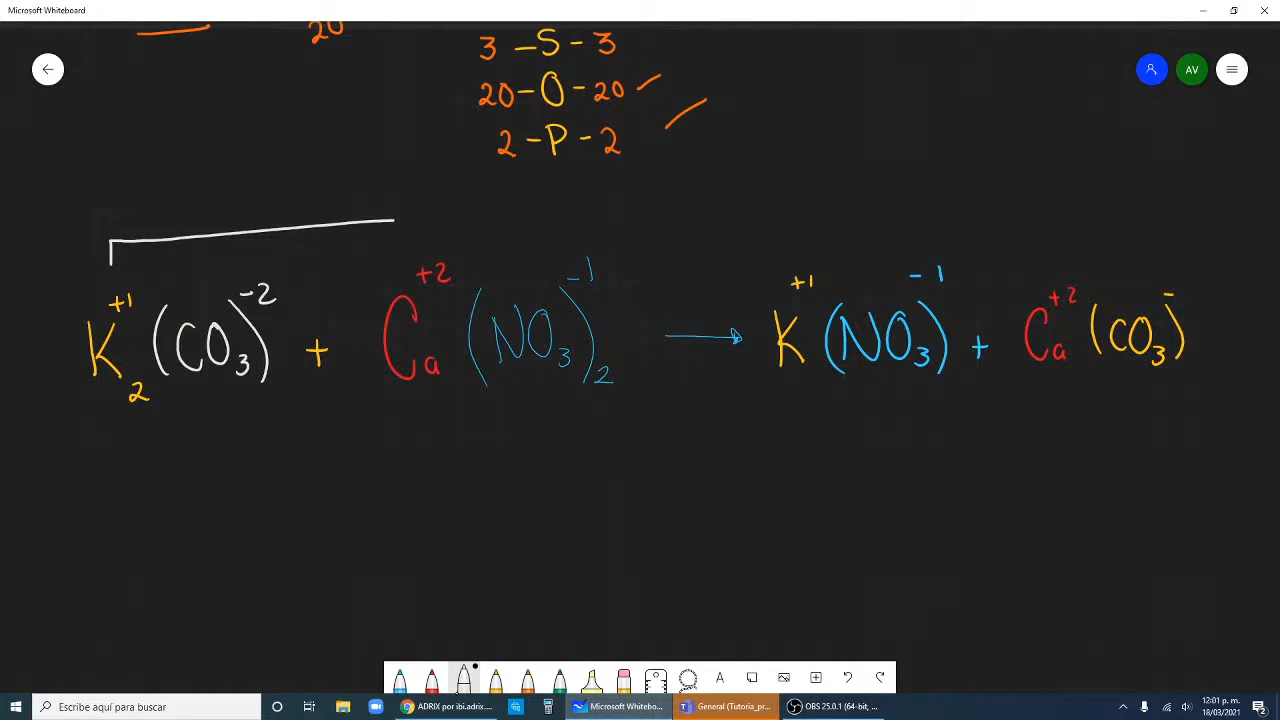 Microsoft Whiteboard
20
3 – S – 3
20 – O – 20
AV
2 – P – 2
K₂⁺¹ (CO₃)⁻² + Ca⁺² (NO₃)₂⁻¹ → K⁺¹ (NO₃)⁻¹ + Ca⁺² (CO₃)⁻
A
Escribe aquí para buscar
ADRIX por ibi.adrix....
Microsoft Whitebo...
General (Tutoria_pr...
OBS 25.0.1 (64-bit, ...
12:01 p. m.
18/03/2021
2